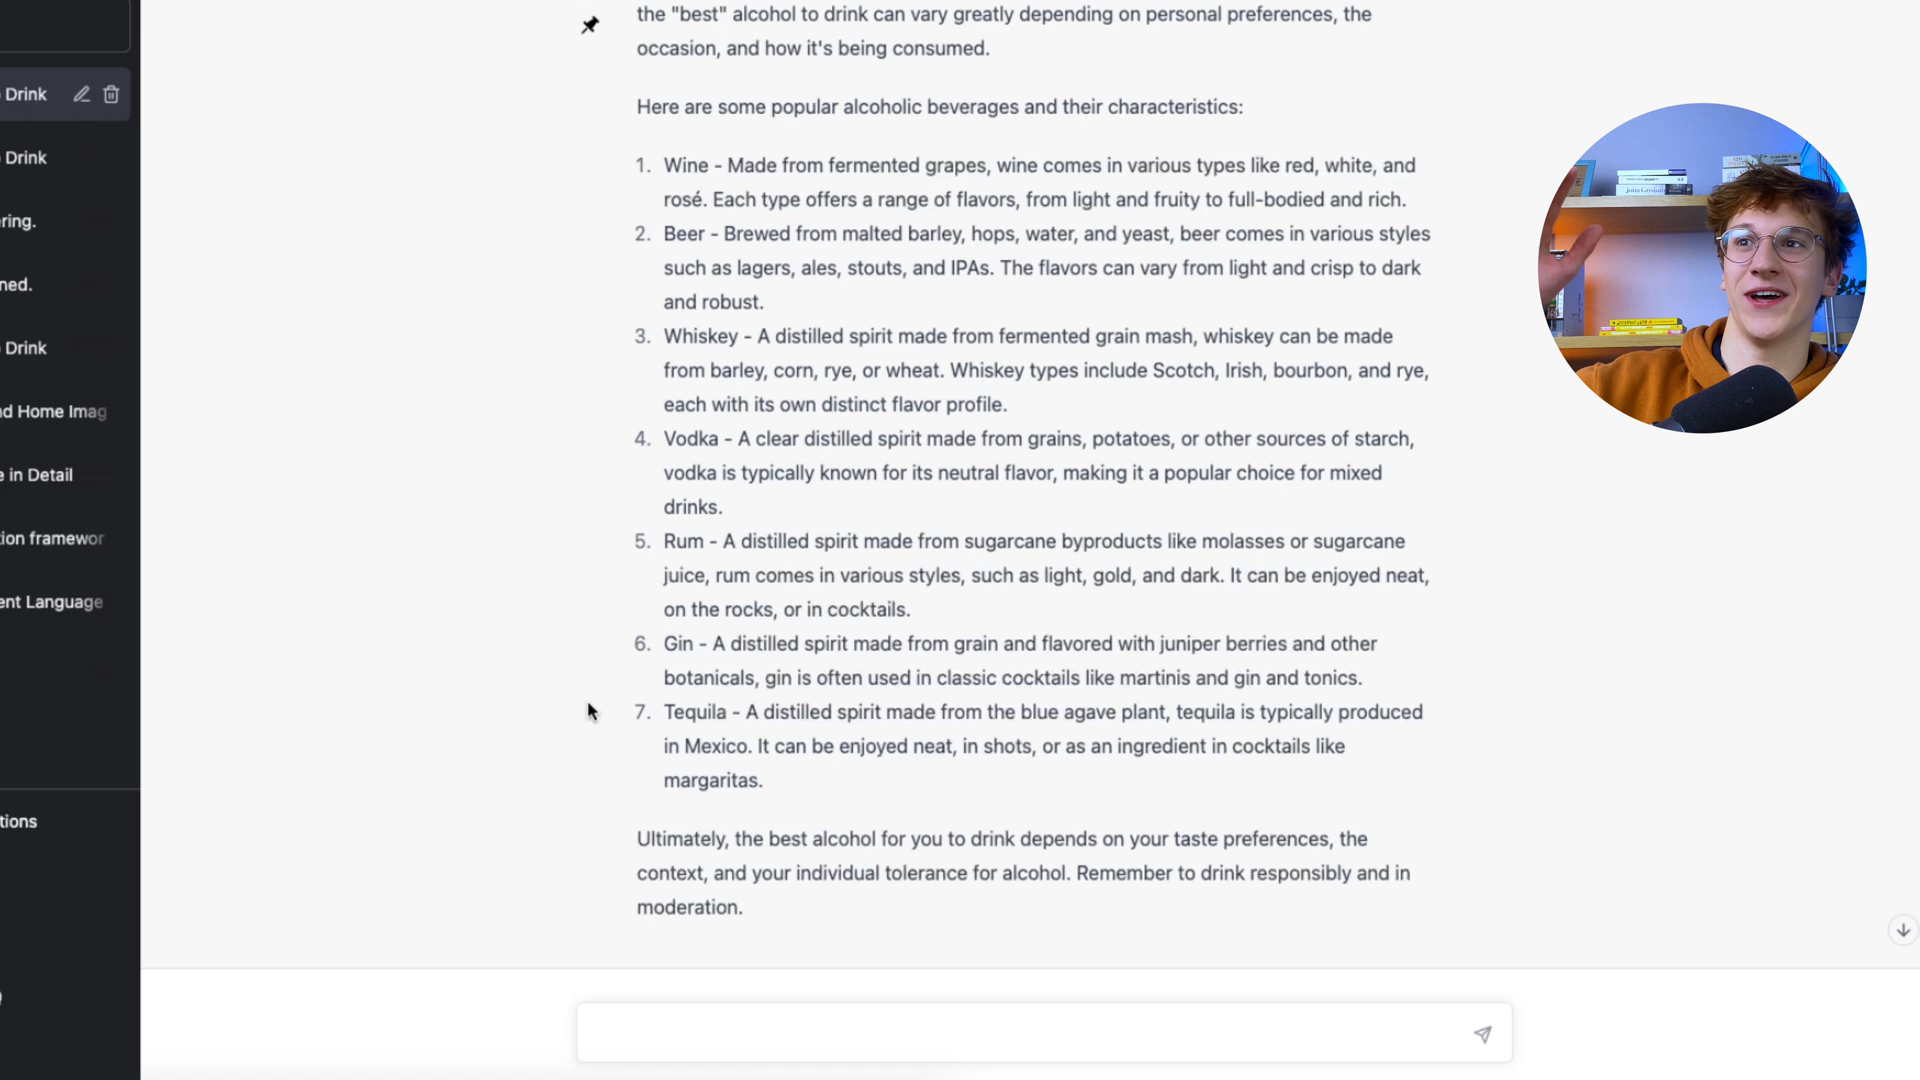 Drink
Drink
ering.
ned.
Drink
nd Home Imag
e in Detail
tion framewor
ent Language
tions
the "best" alcohol to drink can vary greatly depending on personal preferences, the
occasion, and how it's being consumed.
Here are some popular alcoholic beverages and their characteristics:
1. Wine - Made from fermented grapes, wine comes in various types like red, white, and
rosé. Each type offers a range of flavors, from light and fruity to full-bodied and rich.
2. Beer - Brewed from malted barley, hops, water, and yeast, beer comes in various styles
such as lagers, ales, stouts, and IPAs. The flavors can vary from light and crisp to dark
and robust.
3. Whiskey - A distilled spirit made from fermented grain mash, whiskey can be made
from barley, corn, rye, or wheat. Whiskey types include Scotch, Irish, bourbon, and rye,
each with its own distinct flavor profile.
4. Vodka - A clear distilled spirit made from grains, potatoes, or other sources of starch,
vodka is typically known for its neutral flavor, making it a popular choice for mixed
drinks.
5. Rum - A distilled spirit made from sugarcane byproducts like molasses or sugarcane
juice, rum comes in various styles, such as light, gold, and dark. It can be enjoyed neat,
on the rocks, or in cocktails.
6. Gin - A distilled spirit made from grain and flavored with juniper berries and other
botanicals, gin is often used in classic cocktails like martinis and gin and tonics.
7. Tequila - A distilled spirit made from the blue agave plant, tequila is typically produced
in Mexico. It can be enjoyed neat, in shots, or as an ingredient in cocktails like
margaritas.
Ultimately, the best alcohol for you to drink depends on your taste preferences, the
context, and your individual tolerance for alcohol. Remember to drink responsibly and in
moderation.